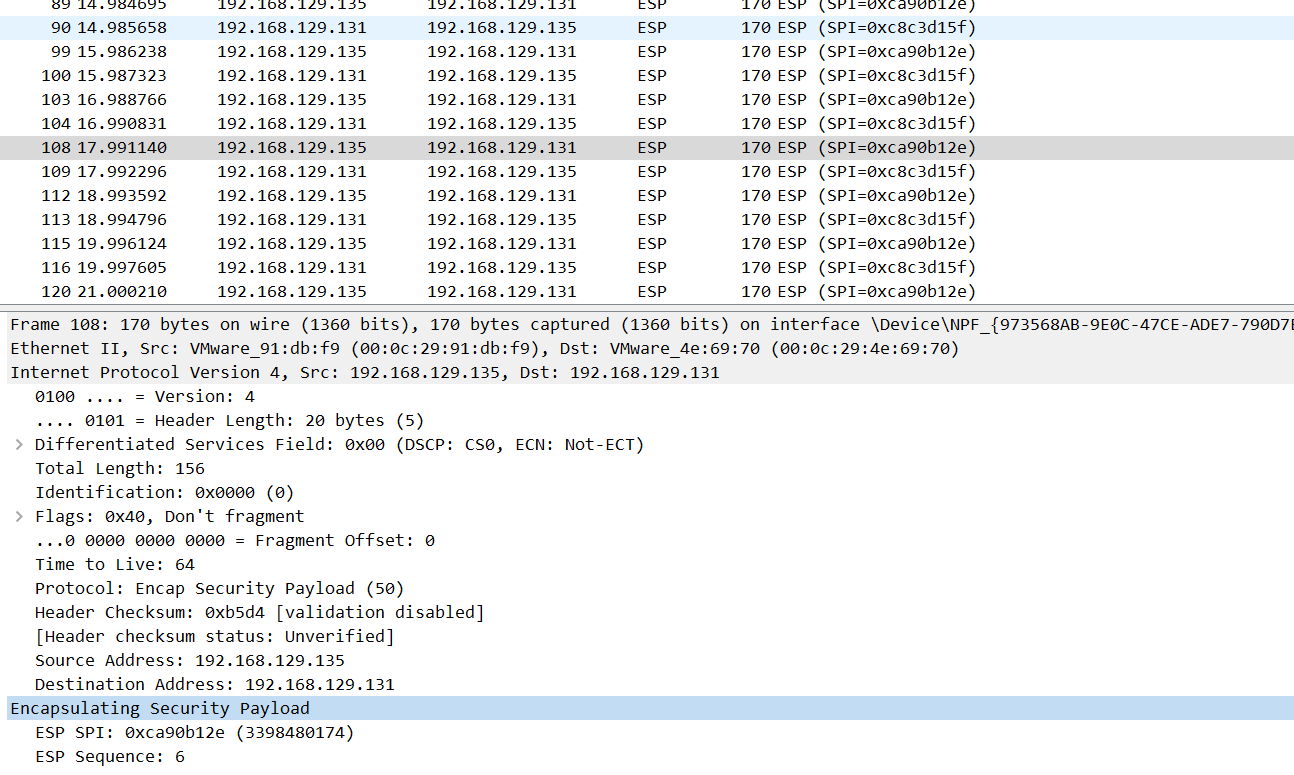 89 14.984695 192.168.129.135 192.168.129.131 ESP 170 ESP (SPI=0xca90b12e)
90 14.985658 192.168.129.131 192.168.129.135 ESP 170 ESP (SPI=0xc8c3d15f)
99 15.986238 192.168.129.135 192.168.129.131 ESP 170 ESP (SPI=0xca90b12e)
100 15.987323 192.168.129.131 192.168.129.135 ESP 170 ESP (SPI=0xc8c3d15f)
103 16.988766 192.168.129.135 192.168.129.131 ESP 170 ESP (SPI=0xca90b12e)
104 16.990831 192.168.129.131 192.168.129.135 ESP 170 ESP (SPI=0xc8c3d15f)
108 17.991140 192.168.129.135 192.168.129.131 ESP 170 ESP (SPI=0xca90b12e)
109 17.992296 192.168.129.131 192.168.129.135 ESP 170 ESP (SPI=0xc8c3d15f)
112 18.993592 192.168.129.135 192.168.129.131 ESP 170 ESP (SPI=0xca90b12e)
113 18.994796 192.168.129.131 192.168.129.135 ESP 170 ESP (SPI=0xc8c3d15f)
115 19.996124 192.168.129.135 192.168.129.131 ESP 170 ESP (SPI=0xca90b12e)
116 19.997605 192.168.129.131 192.168.129.135 ESP 170 ESP (SPI=0xc8c3d15f)
120 21.000210 192.168.129.135 192.168.129.131 ESP 170 ESP (SPI=0xca90b12e)
Frame 108: 170 bytes on wire (1360 bits), 170 bytes captured (1360 bits) on interface \Device\NPF_{973568AB-9E0C-47CE-ADE7-790D7E
Ethernet II, Src: VMware_91:db:f9 (00:0c:29:91:db:f9), Dst: VMware_4e:69:70 (00:0c:29:4e:69:70)
Internet Protocol Version 4, Src: 192.168.129.135, Dst: 192.168.129.131
0100 .... = Version: 4
.... 0101 = Header Length: 20 bytes (5)
Differentiated Services Field: 0x00 (DSCP: CS0, ECN: Not-ECT)
Total Length: 156
Identification: 0x0000 (0)
Flags: 0x40, Don't fragment
...0 0000 0000 0000 = Fragment Offset: 0
Time to Live: 64
Protocol: Encap Security Payload (50)
Header Checksum: 0xb5d4 [validation disabled]
[Header checksum status: Unverified]
Source Address: 192.168.129.135
Destination Address: 192.168.129.131
Encapsulating Security Payload
ESP SPI: 0xca90b12e (3398480174)
ESP Sequence: 6